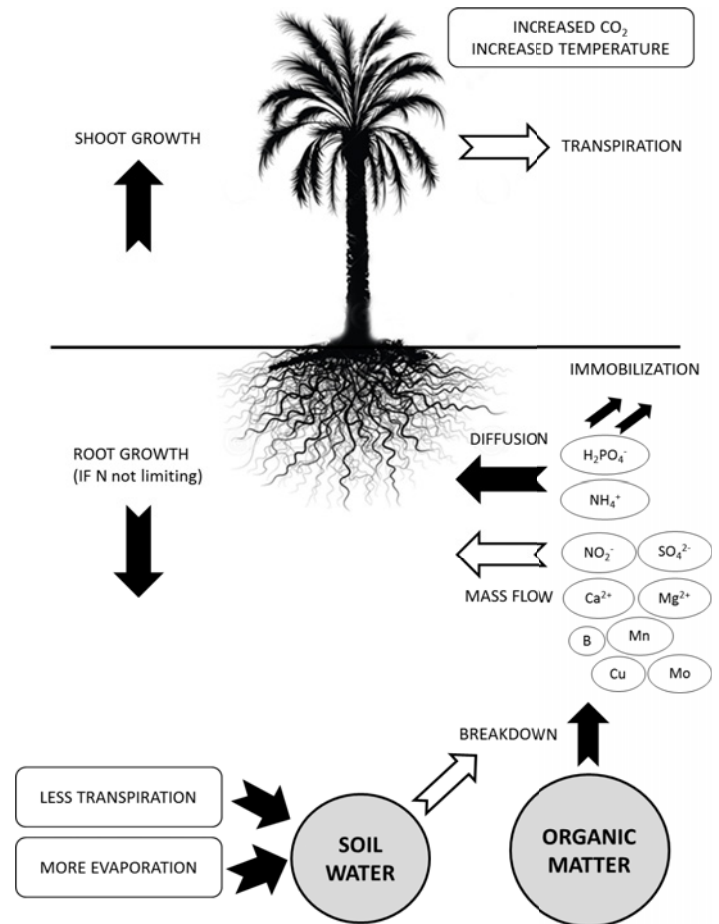 INCREASED CO₂
INCREASED TEMPERATURE
SHOOT GROWTH
TRANSPIRATION
IMMOBILIZATION
DIFFUSION
H₂PO₄⁻
ROOT GROWTH
(IF N not limiting)
NH₄⁺
NO₂⁻
SO₄²⁻
MASS FLOW
Ca²⁺
Mg²⁺
B
Mn
Cu
Mo
BREAKDOWN
LESS TRANSPIRATION
MORE EVAPORATION
SOIL
WATER
ORGANIC
MATTER